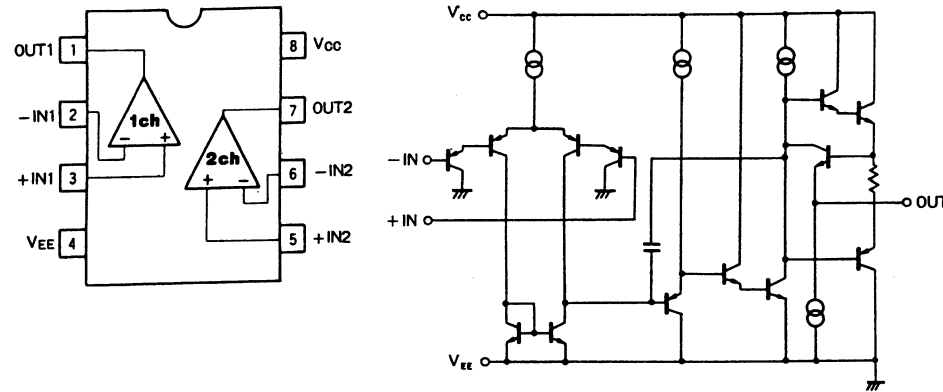 OUT1 1
8 VCC
-IN1 2
1ch
- +
7 OUT2
+IN1 3
2ch
+ -
6 -IN2
VEE 4
5 +IN2
VCC
-IN
+IN
OUT
VEE